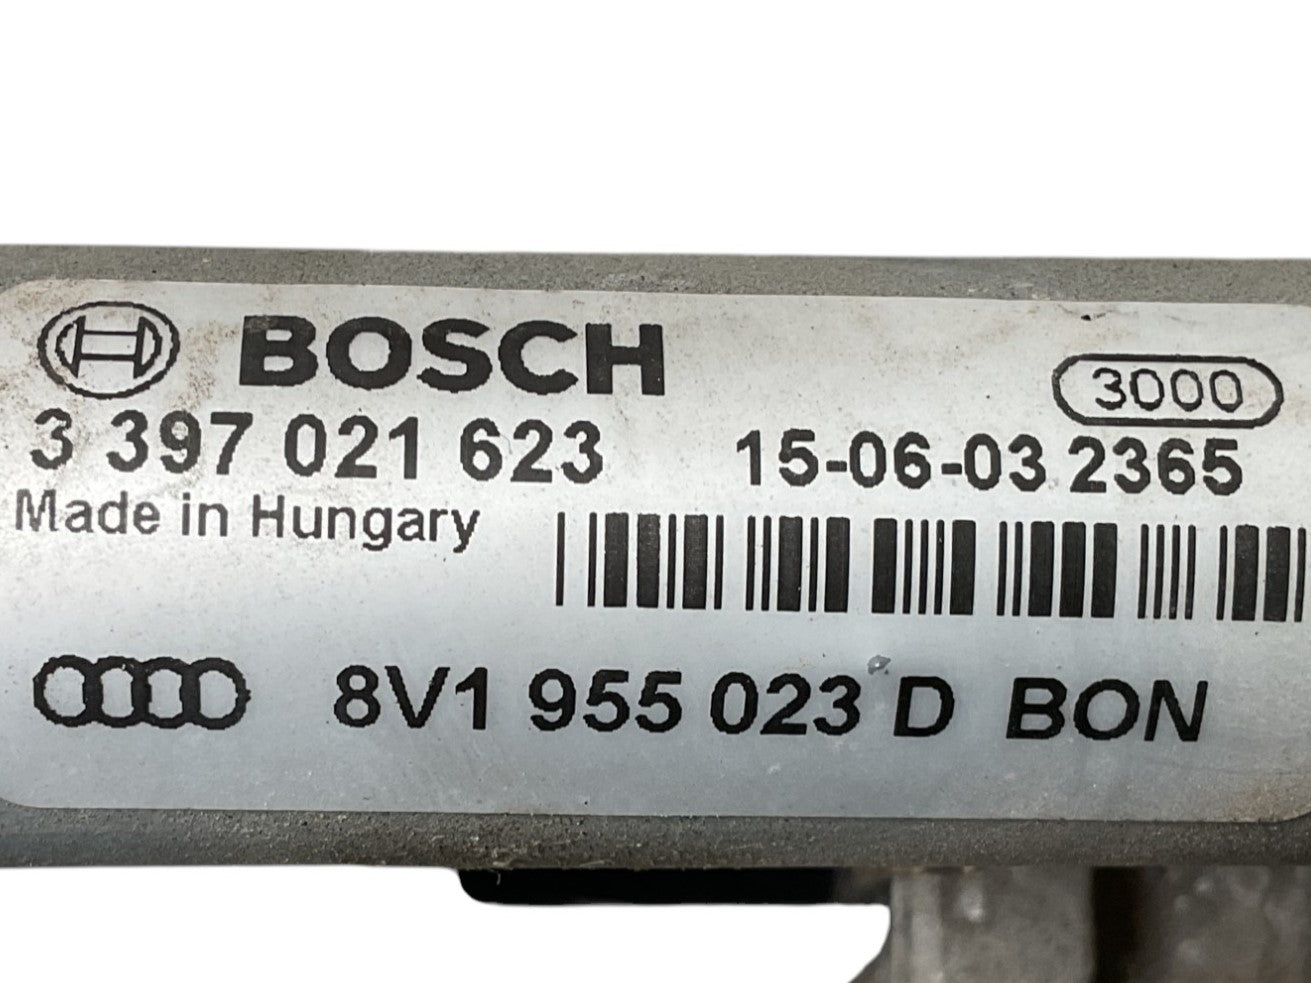 BOSCH
3000
3 397 021 623 15-06-03 2365
Made in Hungary
8V1 955 023 D BON